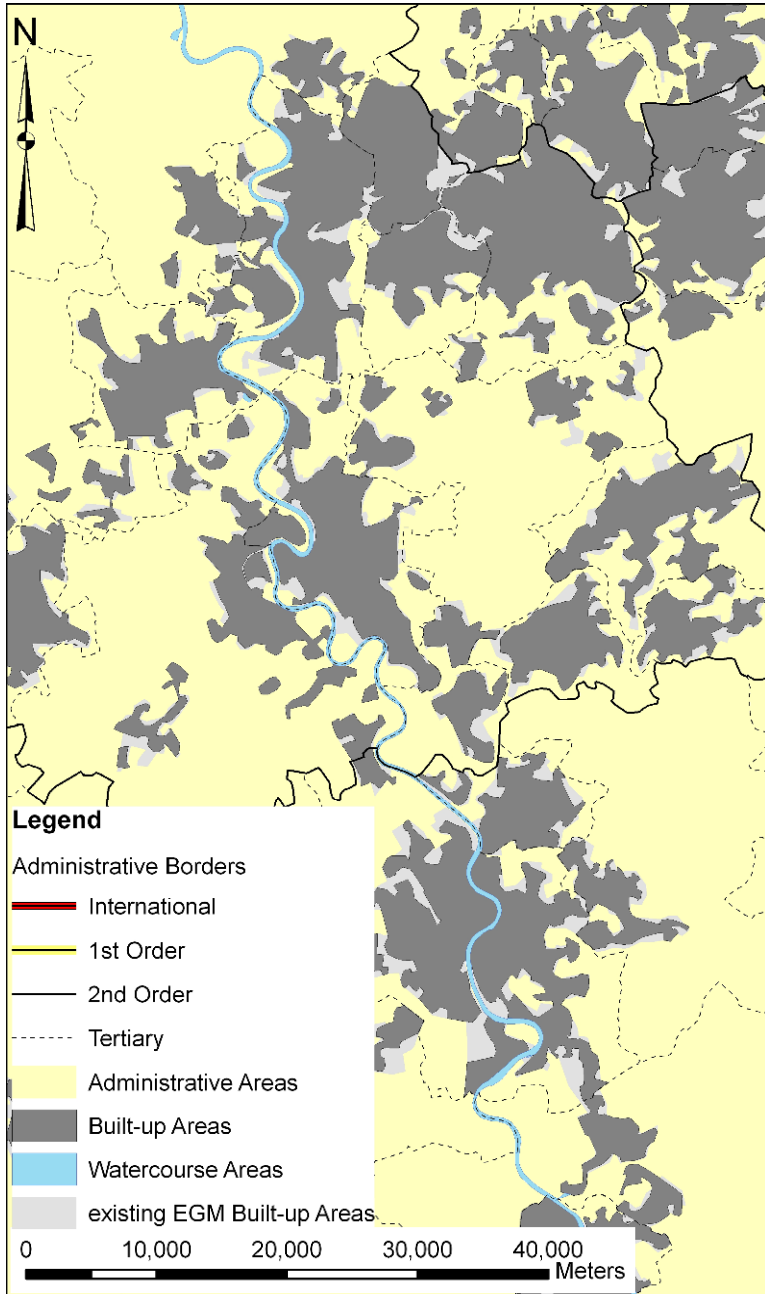 N
Legend
Administrative Borders
International
1st Order
2nd Order
Tertiary
Administrative Areas
Built-up Areas
Watercourse Areas
existing EGM Built-up Areas
0 10,000 20,000 30,000 40,000
Meters